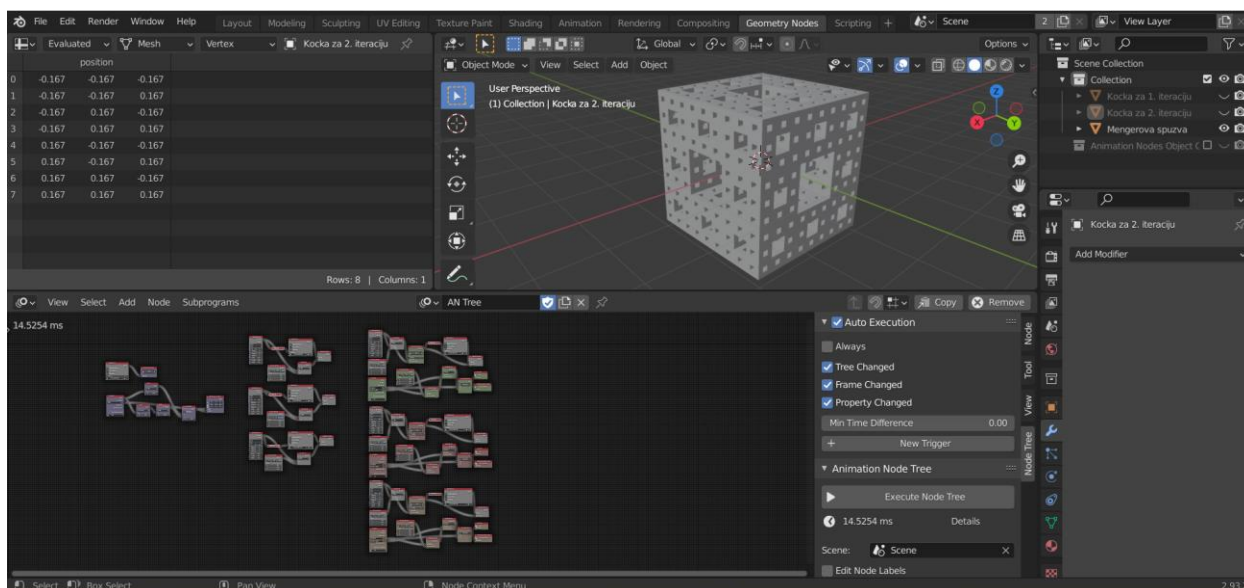 File Edit Render Window Help Layout Modeling Sculpting UV Editing Texture Paint Shading Animation Rendering Compositing Geometry Nodes Scripting + Scene 2 View Layer
Evaluated Mesh Vertex Kocka za 2. iteraciju
position
0 -0.167 -0.167 -0.167
1 -0.167 -0.167 0.167
2 -0.167 0.167 -0.167
3 -0.167 0.167 0.167
4 0.167 -0.167 -0.167
5 0.167 -0.167 0.167
6 0.167 0.167 -0.167
7 0.167 0.167 0.167
Rows: 8 | Columns: 1
Global Options
Object Mode View Select Add Object
User Perspective
(1) Collection | Kocka za 2. iteraciju
Z
X
Y
Scene Collection
Collection
Kocka za 1. iteraciju
Kocka za 2. iteraciju
Mengerova spuzva
Animation Nodes Object C
Kocka za 2. iteraciju
Add Modifier
View Select Add Node Subprograms AN Tree Copy Remove
14.5254 ms
Auto Execution
Always
Tree Changed
Frame Changed
Property Changed
Min Time Difference 0.00
+ New Trigger
Animation Node Tree
Execute Node Tree
14.5254 ms Details
Scene: Scene
Edit Node Labels
Node
Tool
View
Node Tree
Select Box Select Pan View Node Context Menu